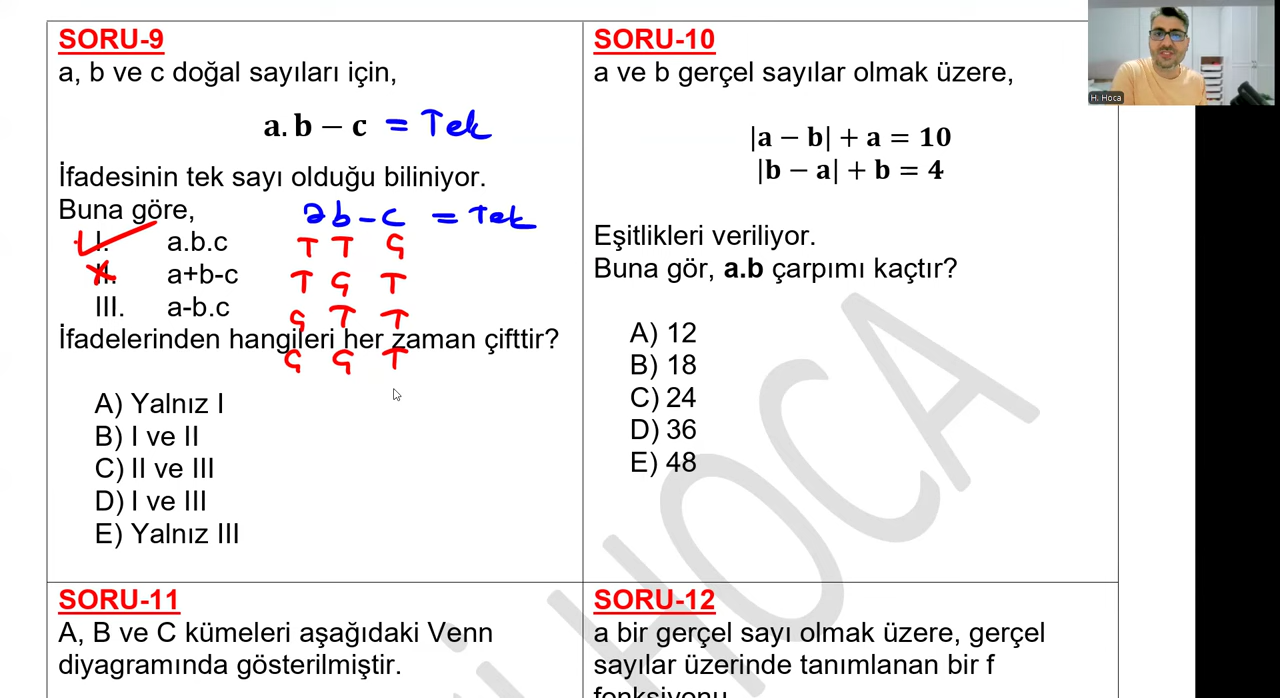 SORU-9
a, b ve c doğal sayıları için,
a. b − c = Tek
İfadesinin tek sayı olduğu biliniyor.
Buna göre,
ab - c = Tek
I. a.b.c
T T Ç
II. a+b-c
T Ç T
III. a-b.c
Ç T T
İfadelerinden hangileri her zaman çifttir?
Ç Ç T
A) Yalnız I
B) I ve II
C) II ve III
D) I ve III
E) Yalnız III
SORU-10
a ve b gerçel sayılar olmak üzere,
|a − b| + a = 10
|b − a| + b = 4
Eşitlikleri veriliyor.
Buna gör, a.b çarpımı kaçtır?
A) 12
B) 18
C) 24
D) 36
E) 48
H. Hoca
SORU-11
A, B ve C kümeleri aşağıdaki Venn
diyagramında gösterilmiştir.
SORU-12
a bir gerçel sayı olmak üzere, gerçel
sayılar üzerinde tanımlanan bir f
fonksiyonu
HOCA